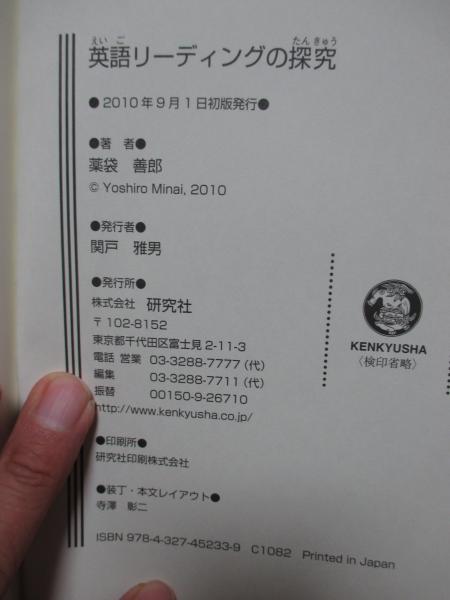 えいご たんきゅう
英語リーディングの探究
●2010年9月1日初版発行●
●著　者●
薬袋　善郎
© Yoshiro Minai, 2010
●発行者●
関戸　雅男
●発行所●
株式会社　研究社
〒102-8152
東京都千代田区富士見 2-11-3
電話 営業　03-3288-7777(代)
編集　03-3288-7711(代)
振替　00150-9-26710
http://www.kenkyusha.co.jp/
KENKYUSHA
〈検印省略〉
●印刷所●
研究社印刷株式会社
●装丁・本文レイアウト●
寺澤　彰二
ISBN 978-4-327-45233-9　C1082　Printed in Japan